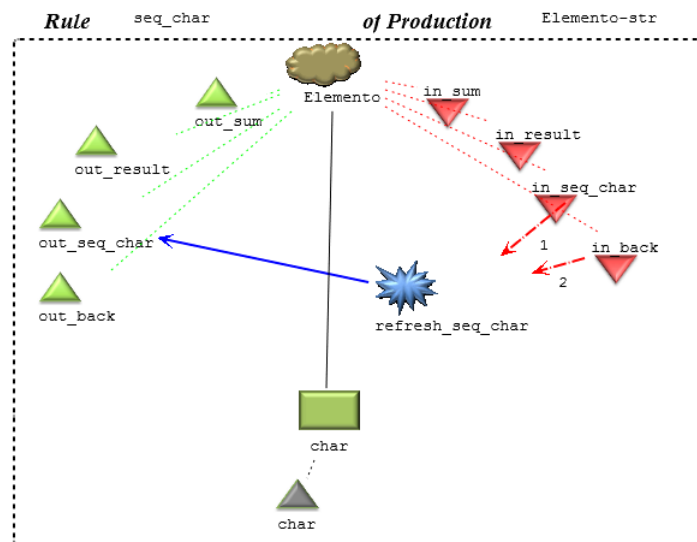 Rule seq_char of Production Elemento-str
Elemento
in_sum
out_sum
in_result
out_result
in_seq_char
out_seq_char
1
in_back
2
out_back
refresh_seq_char
char
char